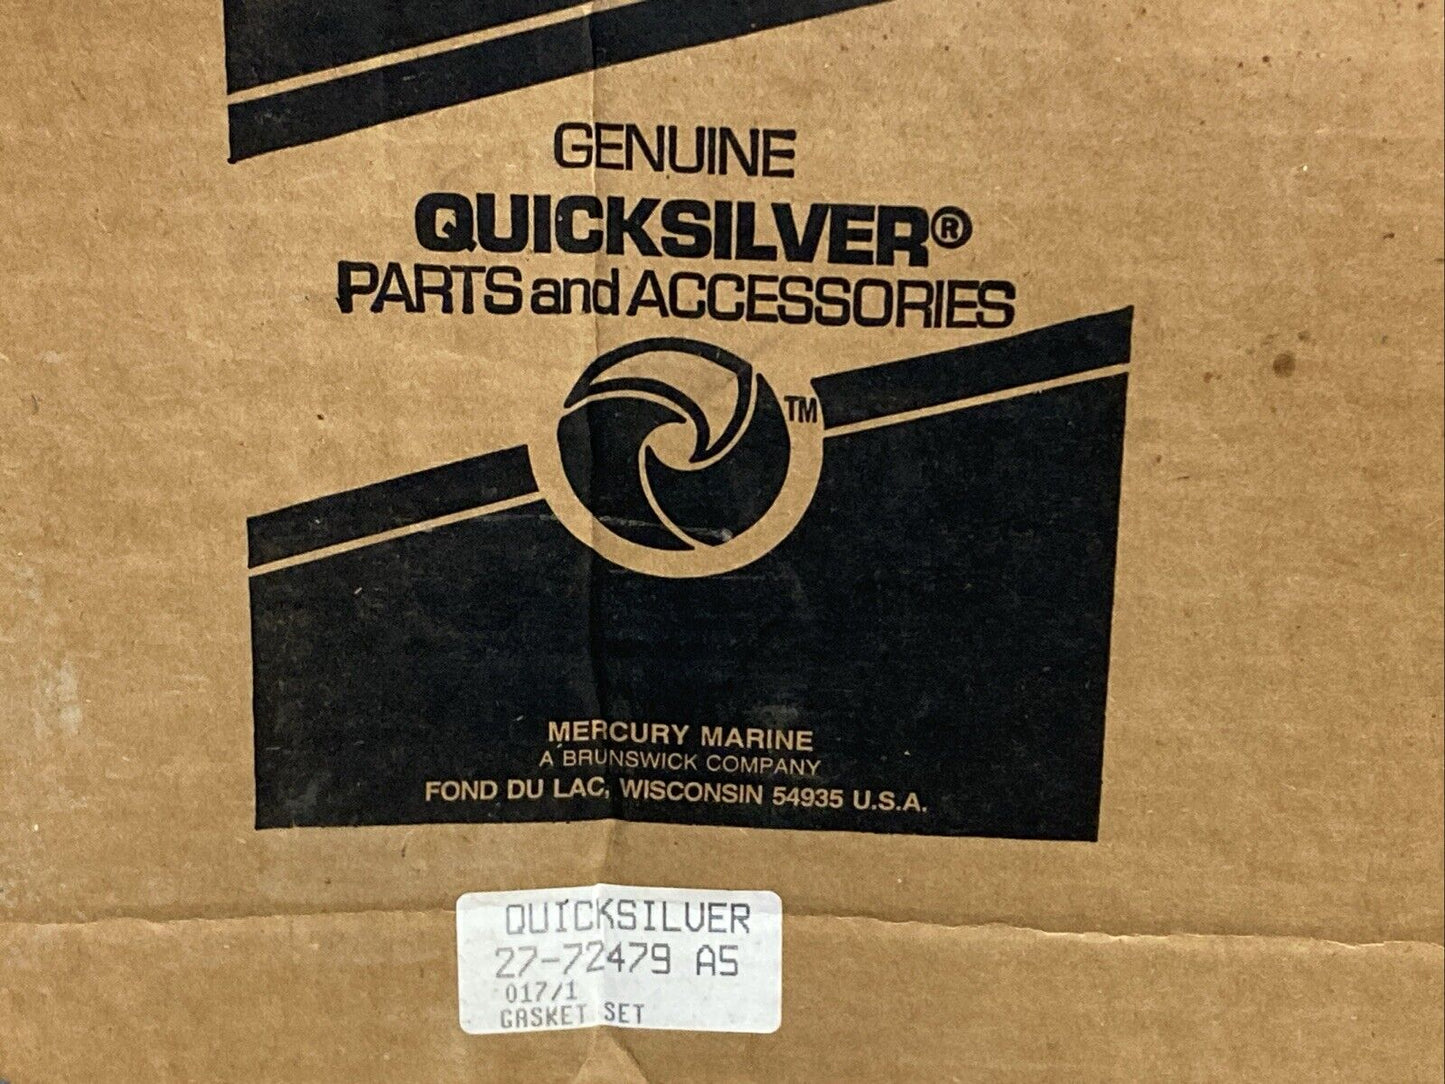 GENUINE
QUICKSILVER®
PARTS and ACCESSORIES
TM
MERCURY MARINE
A BRUNSWICK COMPANY
FOND DU LAC, WISCONSIN 54935 U.S.A.
QUICKSILVER
27-72479 A5
017/1
GASKET SET